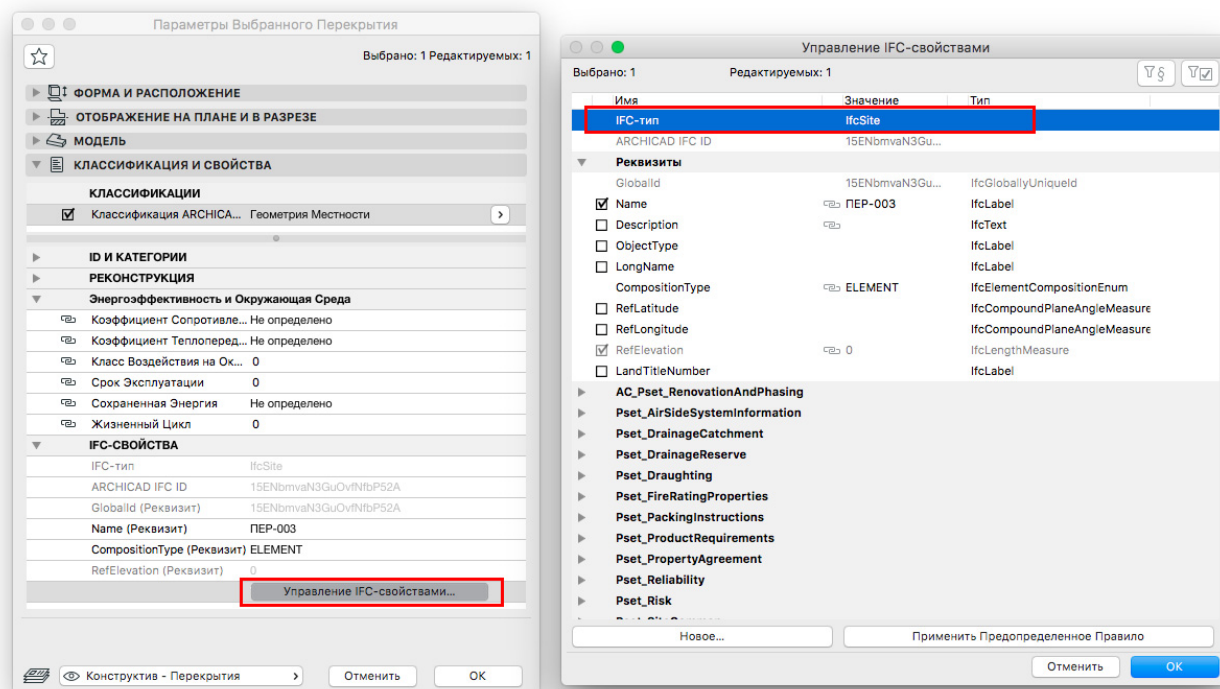 Параметры Выбранного Перекрытия
Выбрано: 1 Редактируемых: 1
ФОРМА И РАСПОЛОЖЕНИЕ
ОТОБРАЖЕНИЕ НА ПЛАНЕ И В РАЗРЕЗЕ
МОДЕЛЬ
КЛАССИФИКАЦИЯ И СВОЙСТВА
КЛАССИФИКАЦИИ
Классификация ARCHICA... Геометрия Местности
ID И КАТЕГОРИИ
РЕКОНСТРУКЦИЯ
Энергоэффективность и Окружающая Среда
Коэффициент Сопротивле... Не определено
Коэффициент Теплоперед... Не определено
Класс Воздействия на Ок... 0
Срок Эксплуатации 0
Сохраненная Энергия Не определено
Жизненный Цикл 0
IFC-СВОЙСТВА
IFC-тип IfcSite
ARCHICAD IFC ID 15ENbmvaN3GuOvfNfbP52A
GlobalId (Реквизит) 15ENbmvaN3GuOvfNfbP52A
Name (Реквизит) ПЕР-003
CompositionType (Реквизит) ELEMENT
RefElevation (Реквизит) 0
Управление IFC-свойствами...
Конструктив - Перекрытия
Отменить
OK
Управление IFC-свойствами
Выбрано: 1 Редактируемых: 1
Имя Значение Тип
IFC-тип IfcSite
ARCHICAD IFC ID 15ENbmvaN3Gu...
Реквизиты
GlobalId 15ENbmvaN3Gu... IfcGloballyUniqueId
Name ПЕР-003 IfcLabel
Description IfcText
ObjectType IfcLabel
LongName IfcLabel
CompositionType ELEMENT IfcElementCompositionEnum
RefLatitude IfcCompoundPlaneAngleMeasure
RefLongitude IfcCompoundPlaneAngleMeasure
RefElevation 0 IfcLengthMeasure
LandTitleNumber IfcLabel
AC_Pset_RenovationAndPhasing
Pset_AirSideSystemInformation
Pset_DrainageCatchment
Pset_DrainageReserve
Pset_Draughting
Pset_FireRatingProperties
Pset_PackingInstructions
Pset_ProductRequirements
Pset_PropertyAgreement
Pset_Reliability
Pset_Risk
Новое...
Применить Предопределенное Правило
Отменить
OK